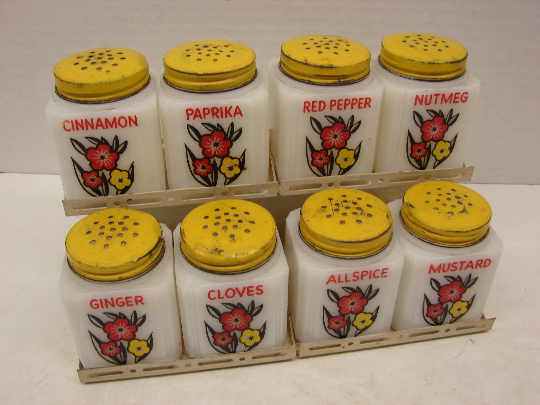 CINNAMON
PAPRIKA
RED PEPPER
NUTMEG
GINGER
CLOVES
ALLSPICE
MUSTARD